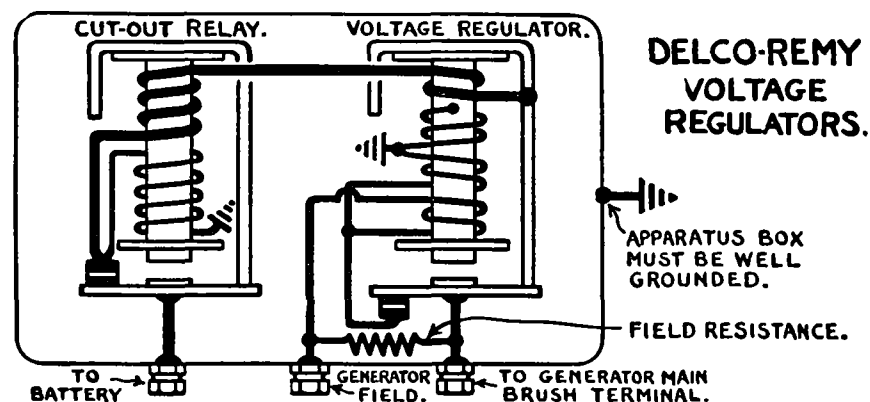 CUT-OUT RELAY.
VOLTAGE REGULATOR.
DELCO-REMY
VOLTAGE
REGULATORS.
APPARATUS BOX
MUST BE WELL
GROUNDED.
FIELD RESISTANCE.
TO
BATTERY
GENERATOR
FIELD.
TO GENERATOR MAIN
BRUSH TERMINAL.